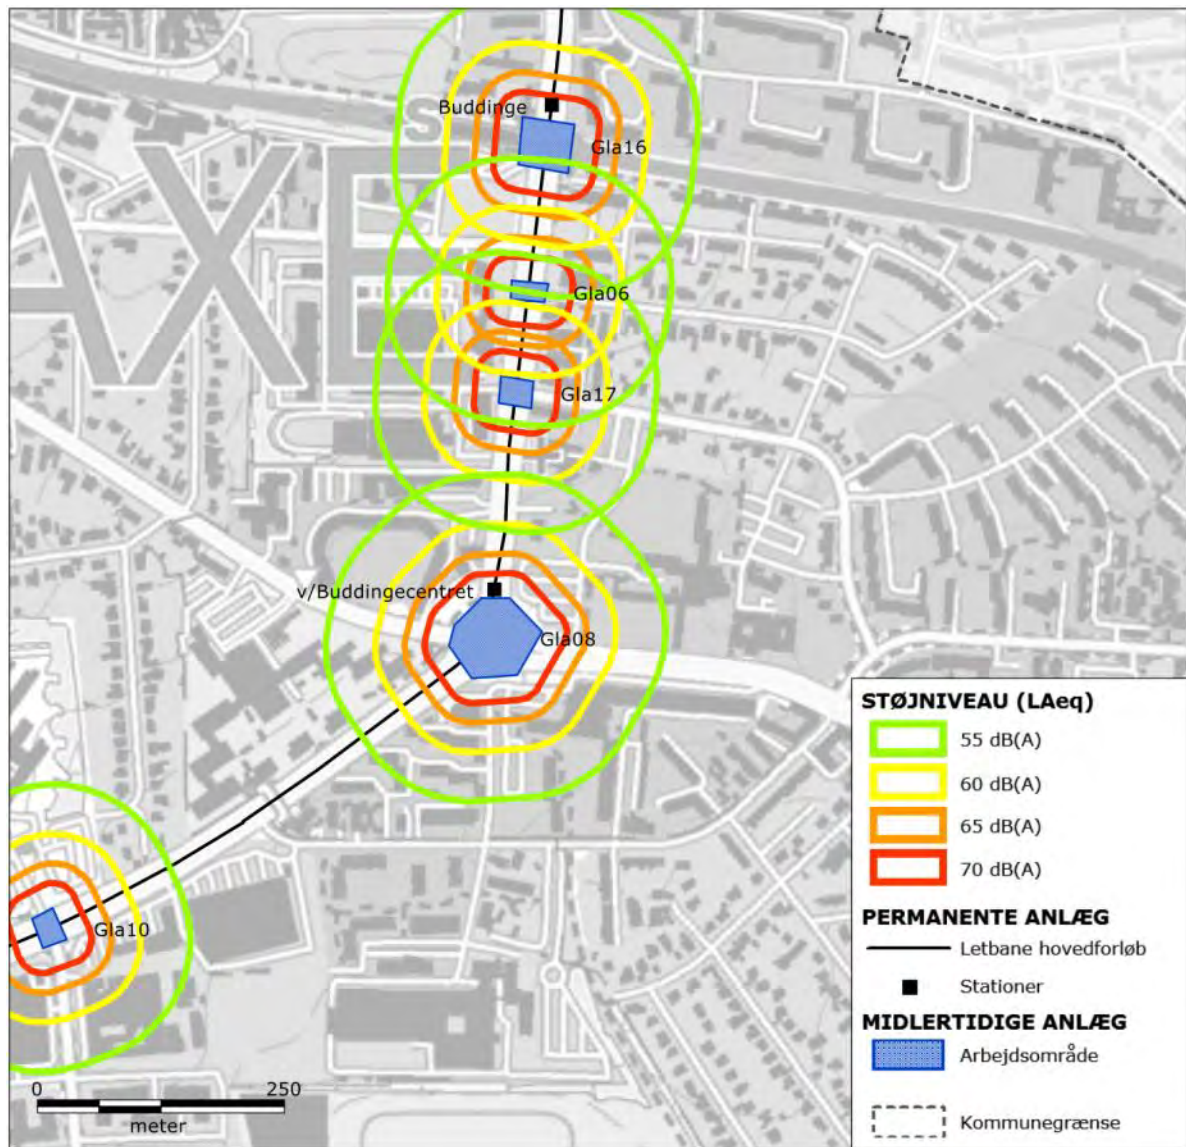 Buddinge
S
Gla16
AXE
Gla06
Gla17
v/Buddingecentret
Gla08
Gla10
0 250
meter
STØJNIVEAU (LAeq)
55 dB(A)
60 dB(A)
65 dB(A)
70 dB(A)
PERMANENTE ANLÆG
Letbane hovedforløb
Stationer
MIDLERTIDIGE ANLÆG
Arbejdsområde
Kommunegrænse